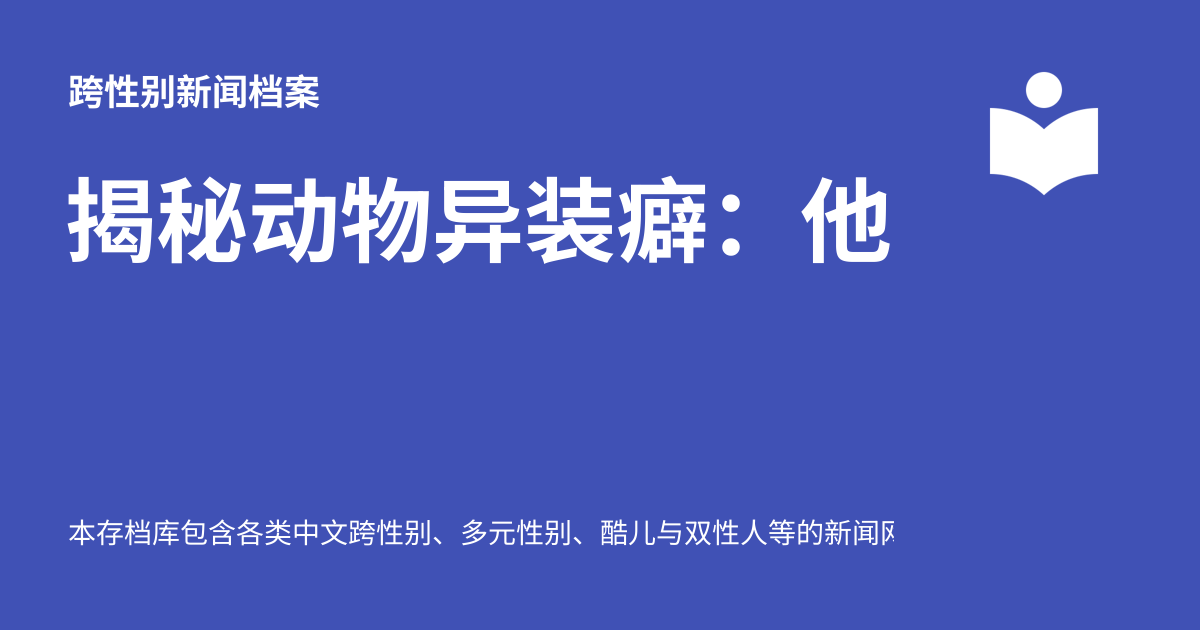 跨性别新闻档案
揭秘动物异装癖：他
本存档库包含各类中文跨性别、多元性别、酷儿与双性人等的新闻